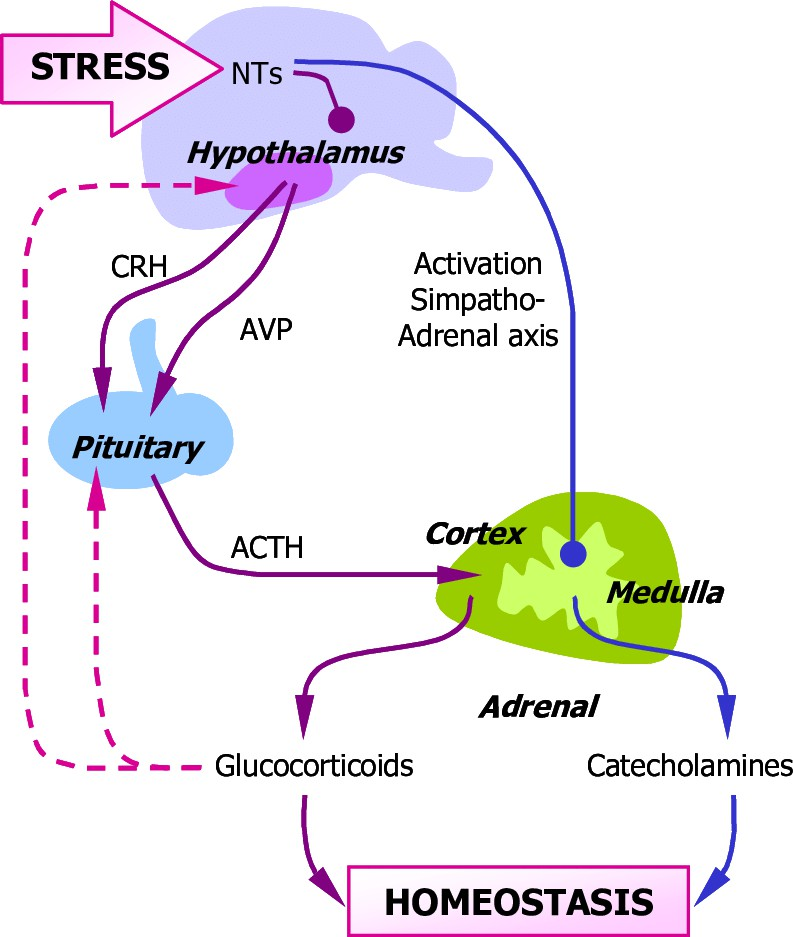 STRESS
NTs
Hypothalamus
CRH
AVP
Activation
Simpatho-
Adrenal axis
Pituitary
ACTH
Cortex
Medulla
Adrenal
Glucocorticoids
Catecholamines
HOMEOSTASIS